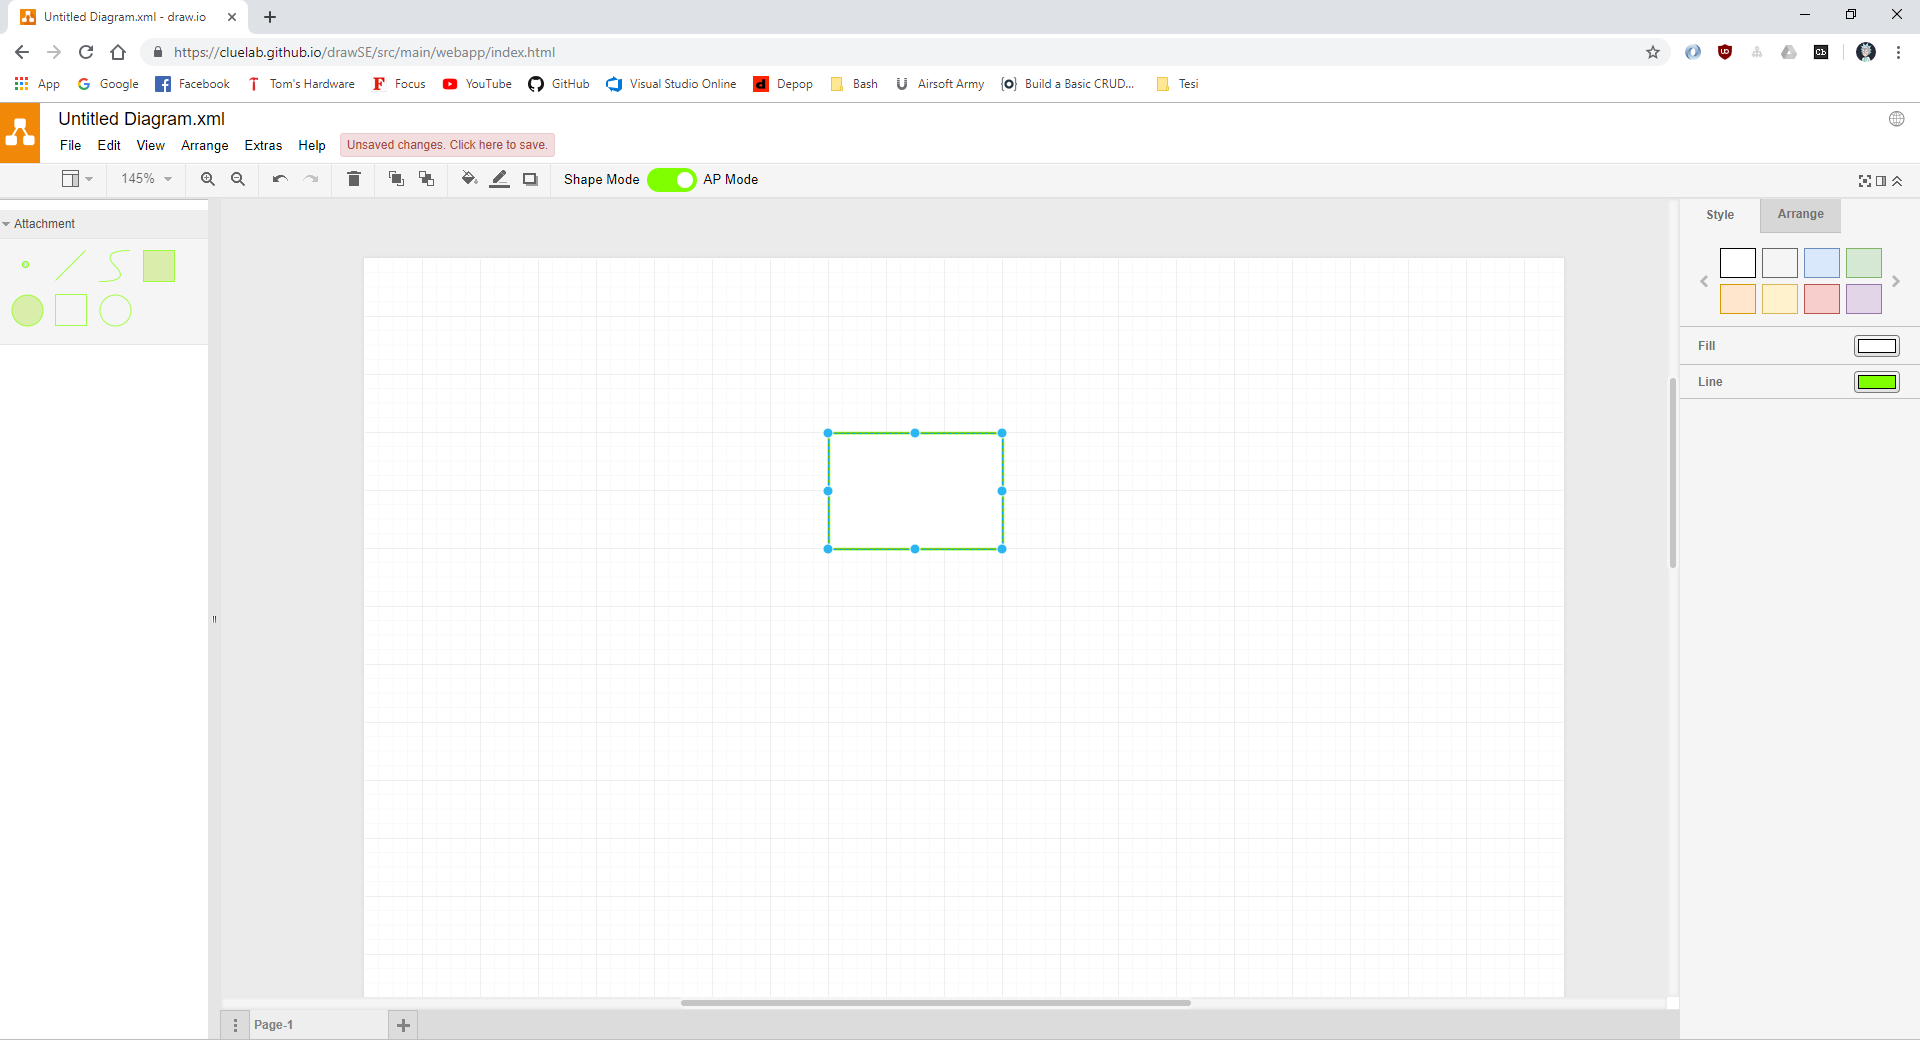 Untitled Diagram.xml - draw.io
https://cluelab.github.io/drawSE/src/main/webapp/index.html
App Google Facebook Tom's Hardware Focus YouTube GitHub Visual Studio Online Depop Bash Airsoft Army Build a Basic CRUD... Tesi
Untitled Diagram.xml
File Edit View Arrange Extras Help Unsaved changes. Click here to save.
145% Shape Mode AP Mode
Attachment
Style Arrange
Fill
Line
Page-1